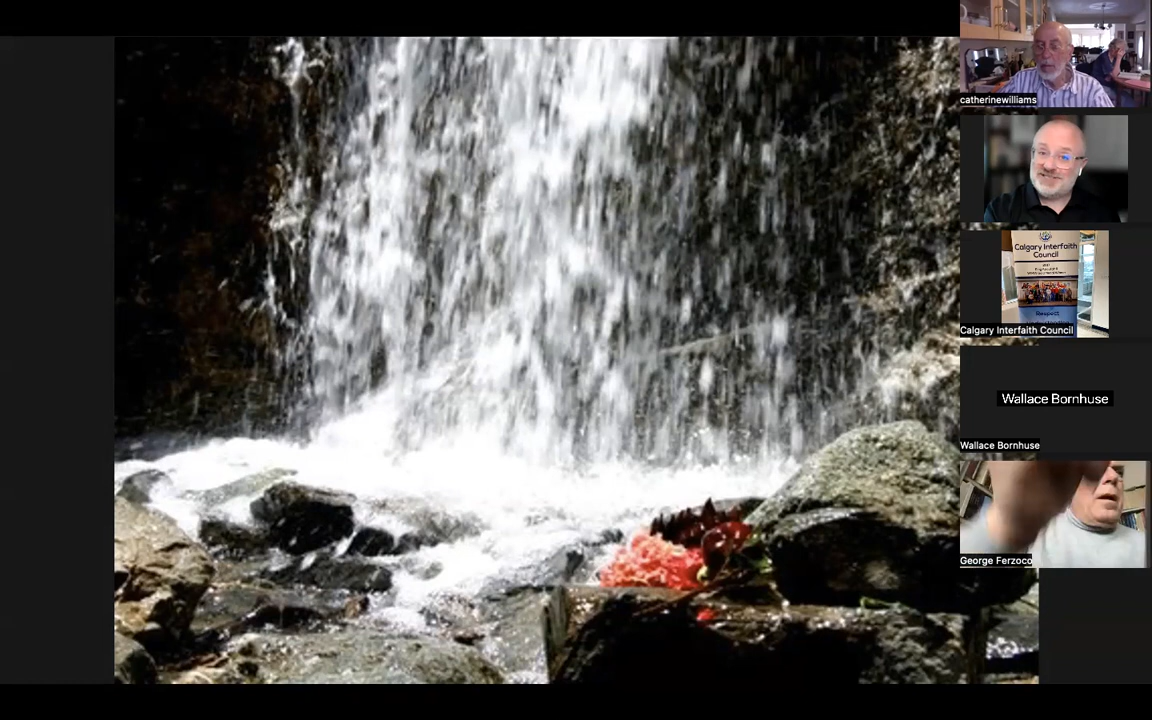 catherinewilliams
Calgary Interfaith
Council
Respect
Calgary Interfaith Council
Wallace Bornhuse
Wallace Bornhuse
George Ferzoco